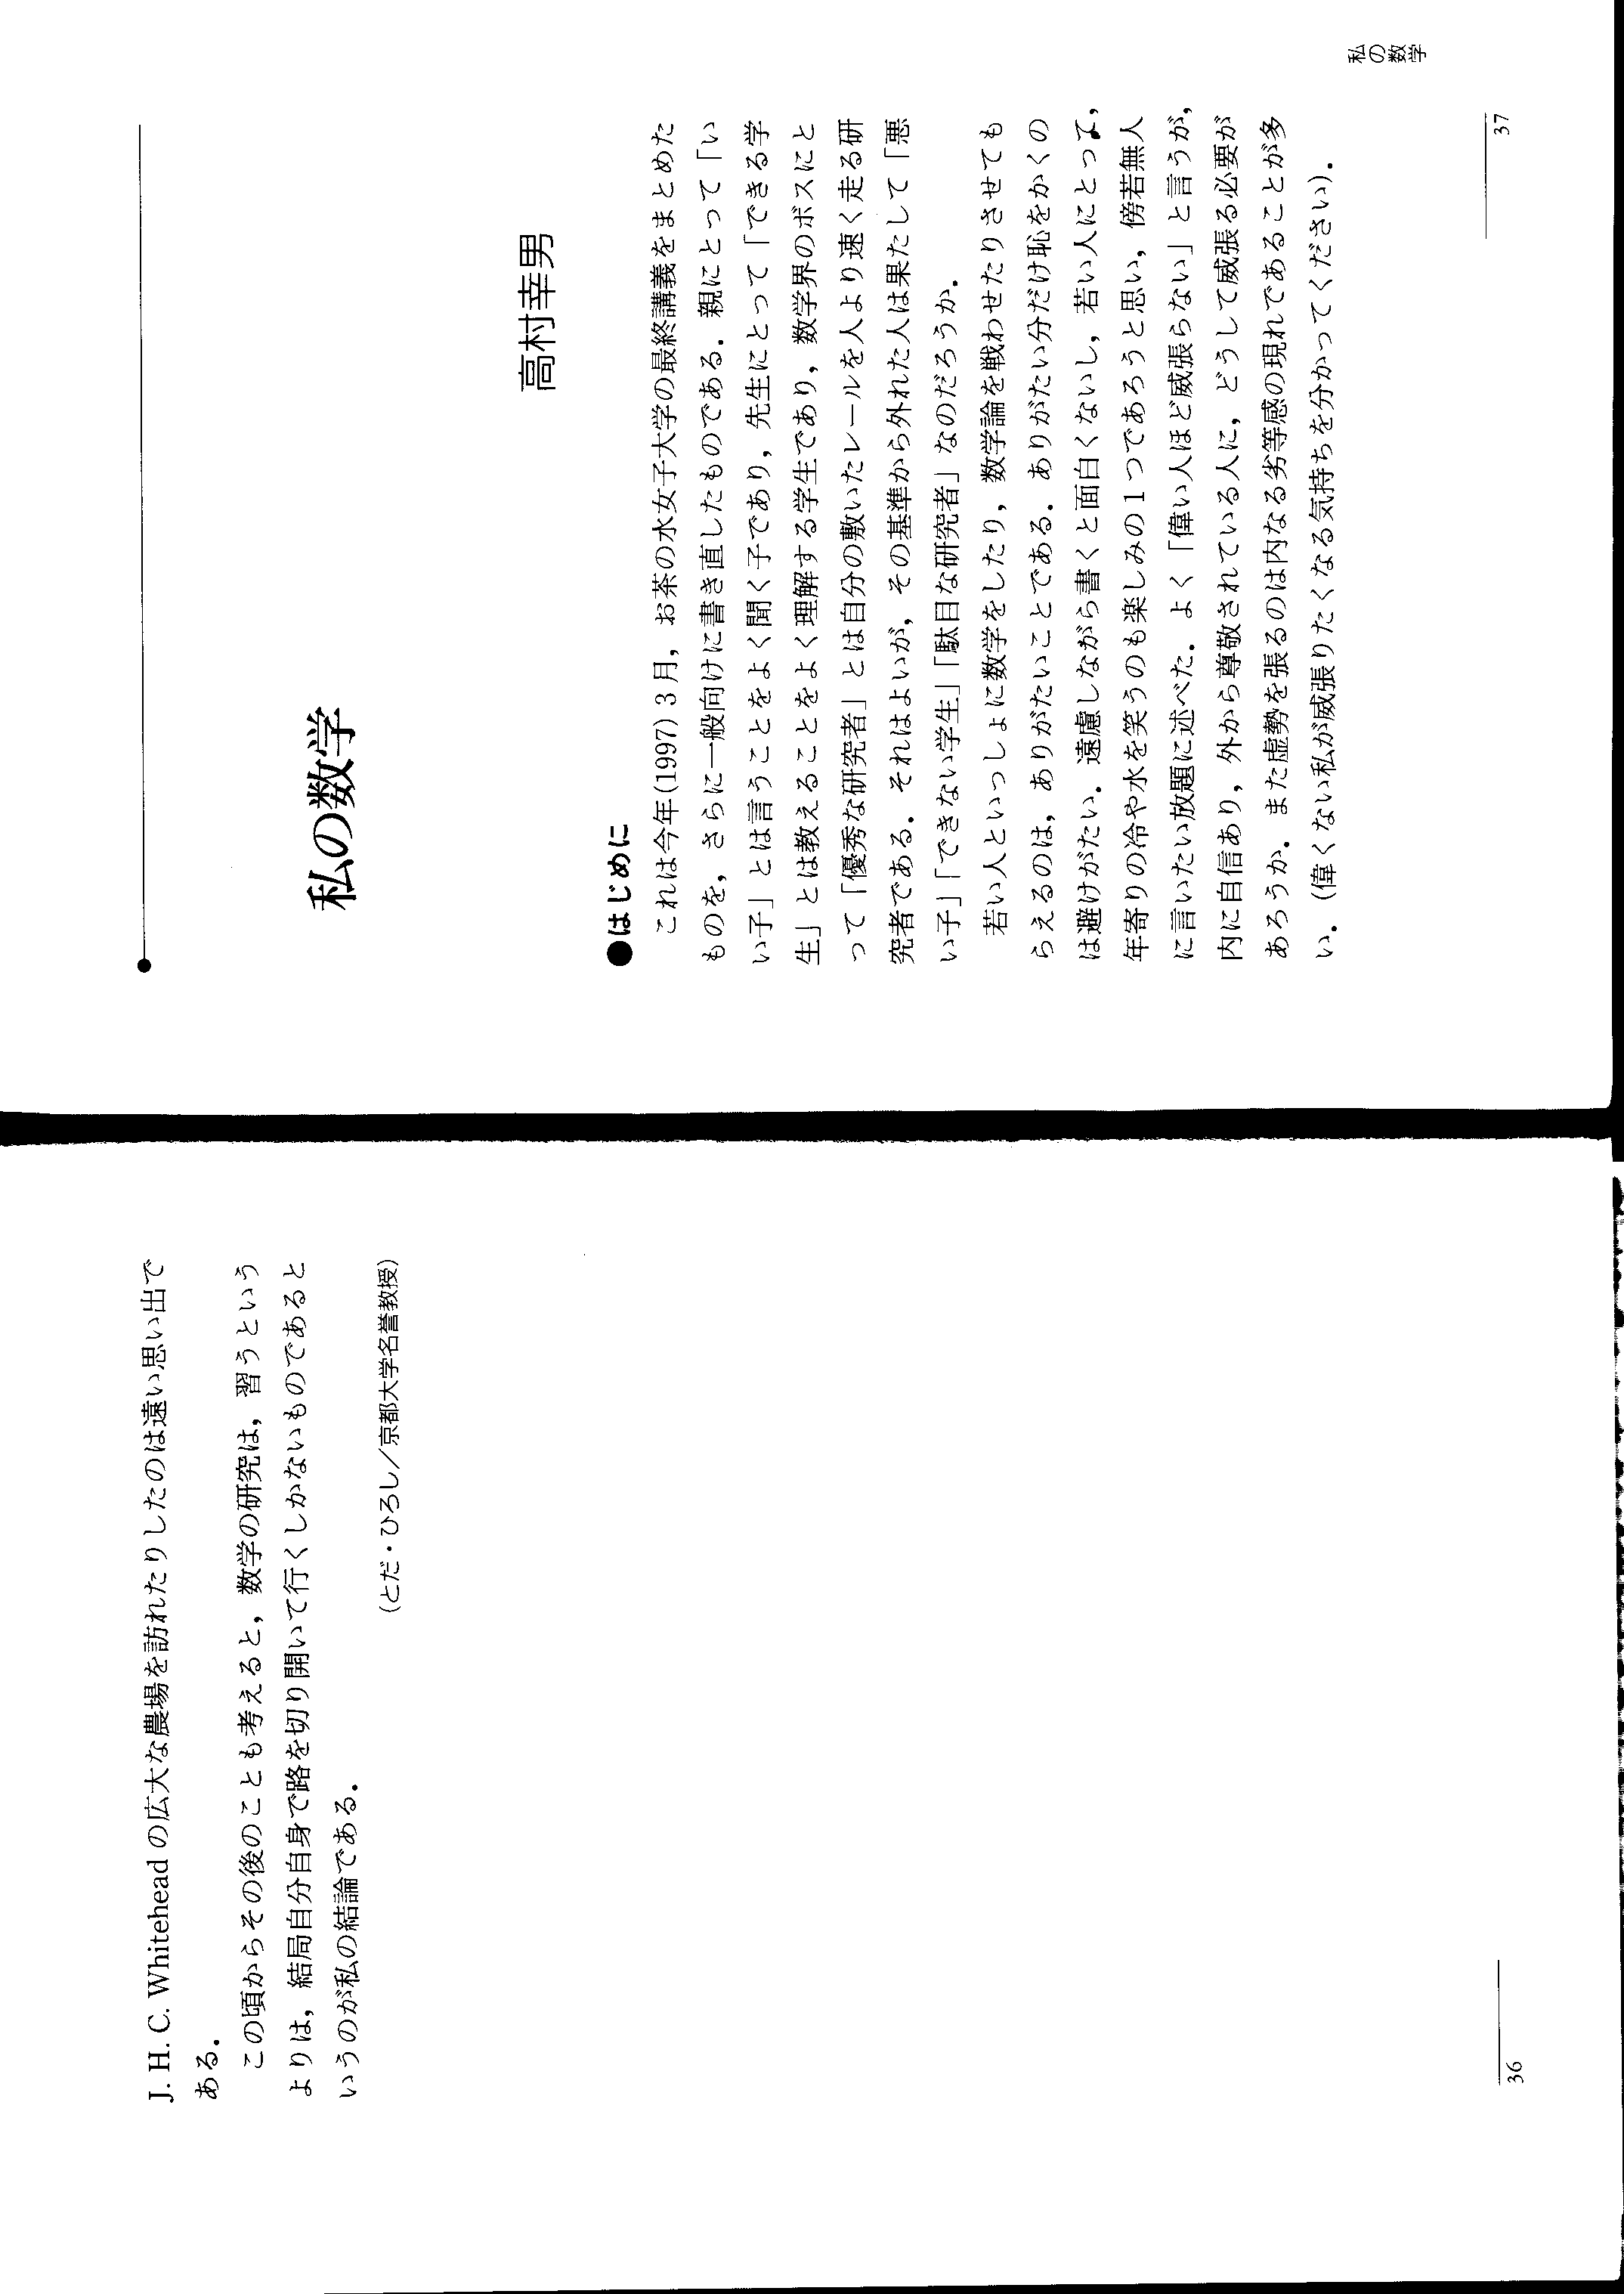 J. H. C. Whitehead の広大な農場を訪れたりしたのは遠い思い出で
ある．
この頃からその後のことも考えると，数学の研究は，習うという
よりは，結局自分自身で路を切り開いて行くしかないものであると
いうのが私の結論である．
（とだ・ひろし／京都大学名誉教授）
36
私の数学
高村幸男
●はじめに
これは今年(1997) 3 月，お茶の水女子大学の最終講義をまとめた
ものを，さらに一般向けに書き直したものである．親にとって「い
い子」とは言うことをよく聞く子であり，先生にとって「できる学
生」とは教えることをよく理解する学生であり，数学界のボスにと
って「優秀な研究者」とは自分の敷いたレールを人より速く走る研
究者である．それはよいが，その基準から外れた人は果たして「悪
い子」「できない学生」「駄目な研究者」なのだろうか．
若い人といっしょに数学をしたり，数学論を戦わせたりさせても
らえるのは，ありがたいことである．ありがたい分だけ恥をかくの
は避けがたい．遠慮しながら書くと面白くないし，若い人にとって，
年寄りの冷や水を笑うのも楽しみの1つであろうと思い，傍若無人
に言いたい放題に述べた．よく「偉い人ほど威張らない」と言うが，
内に自信あり，外から尊敬されている人に，どうして威張る必要が
あろうか．また虚勢を張るのは内なる劣等感の現れであることが多
い．（偉くない私が威張りたくなる気持ちを分かってください）．
私の数学
37